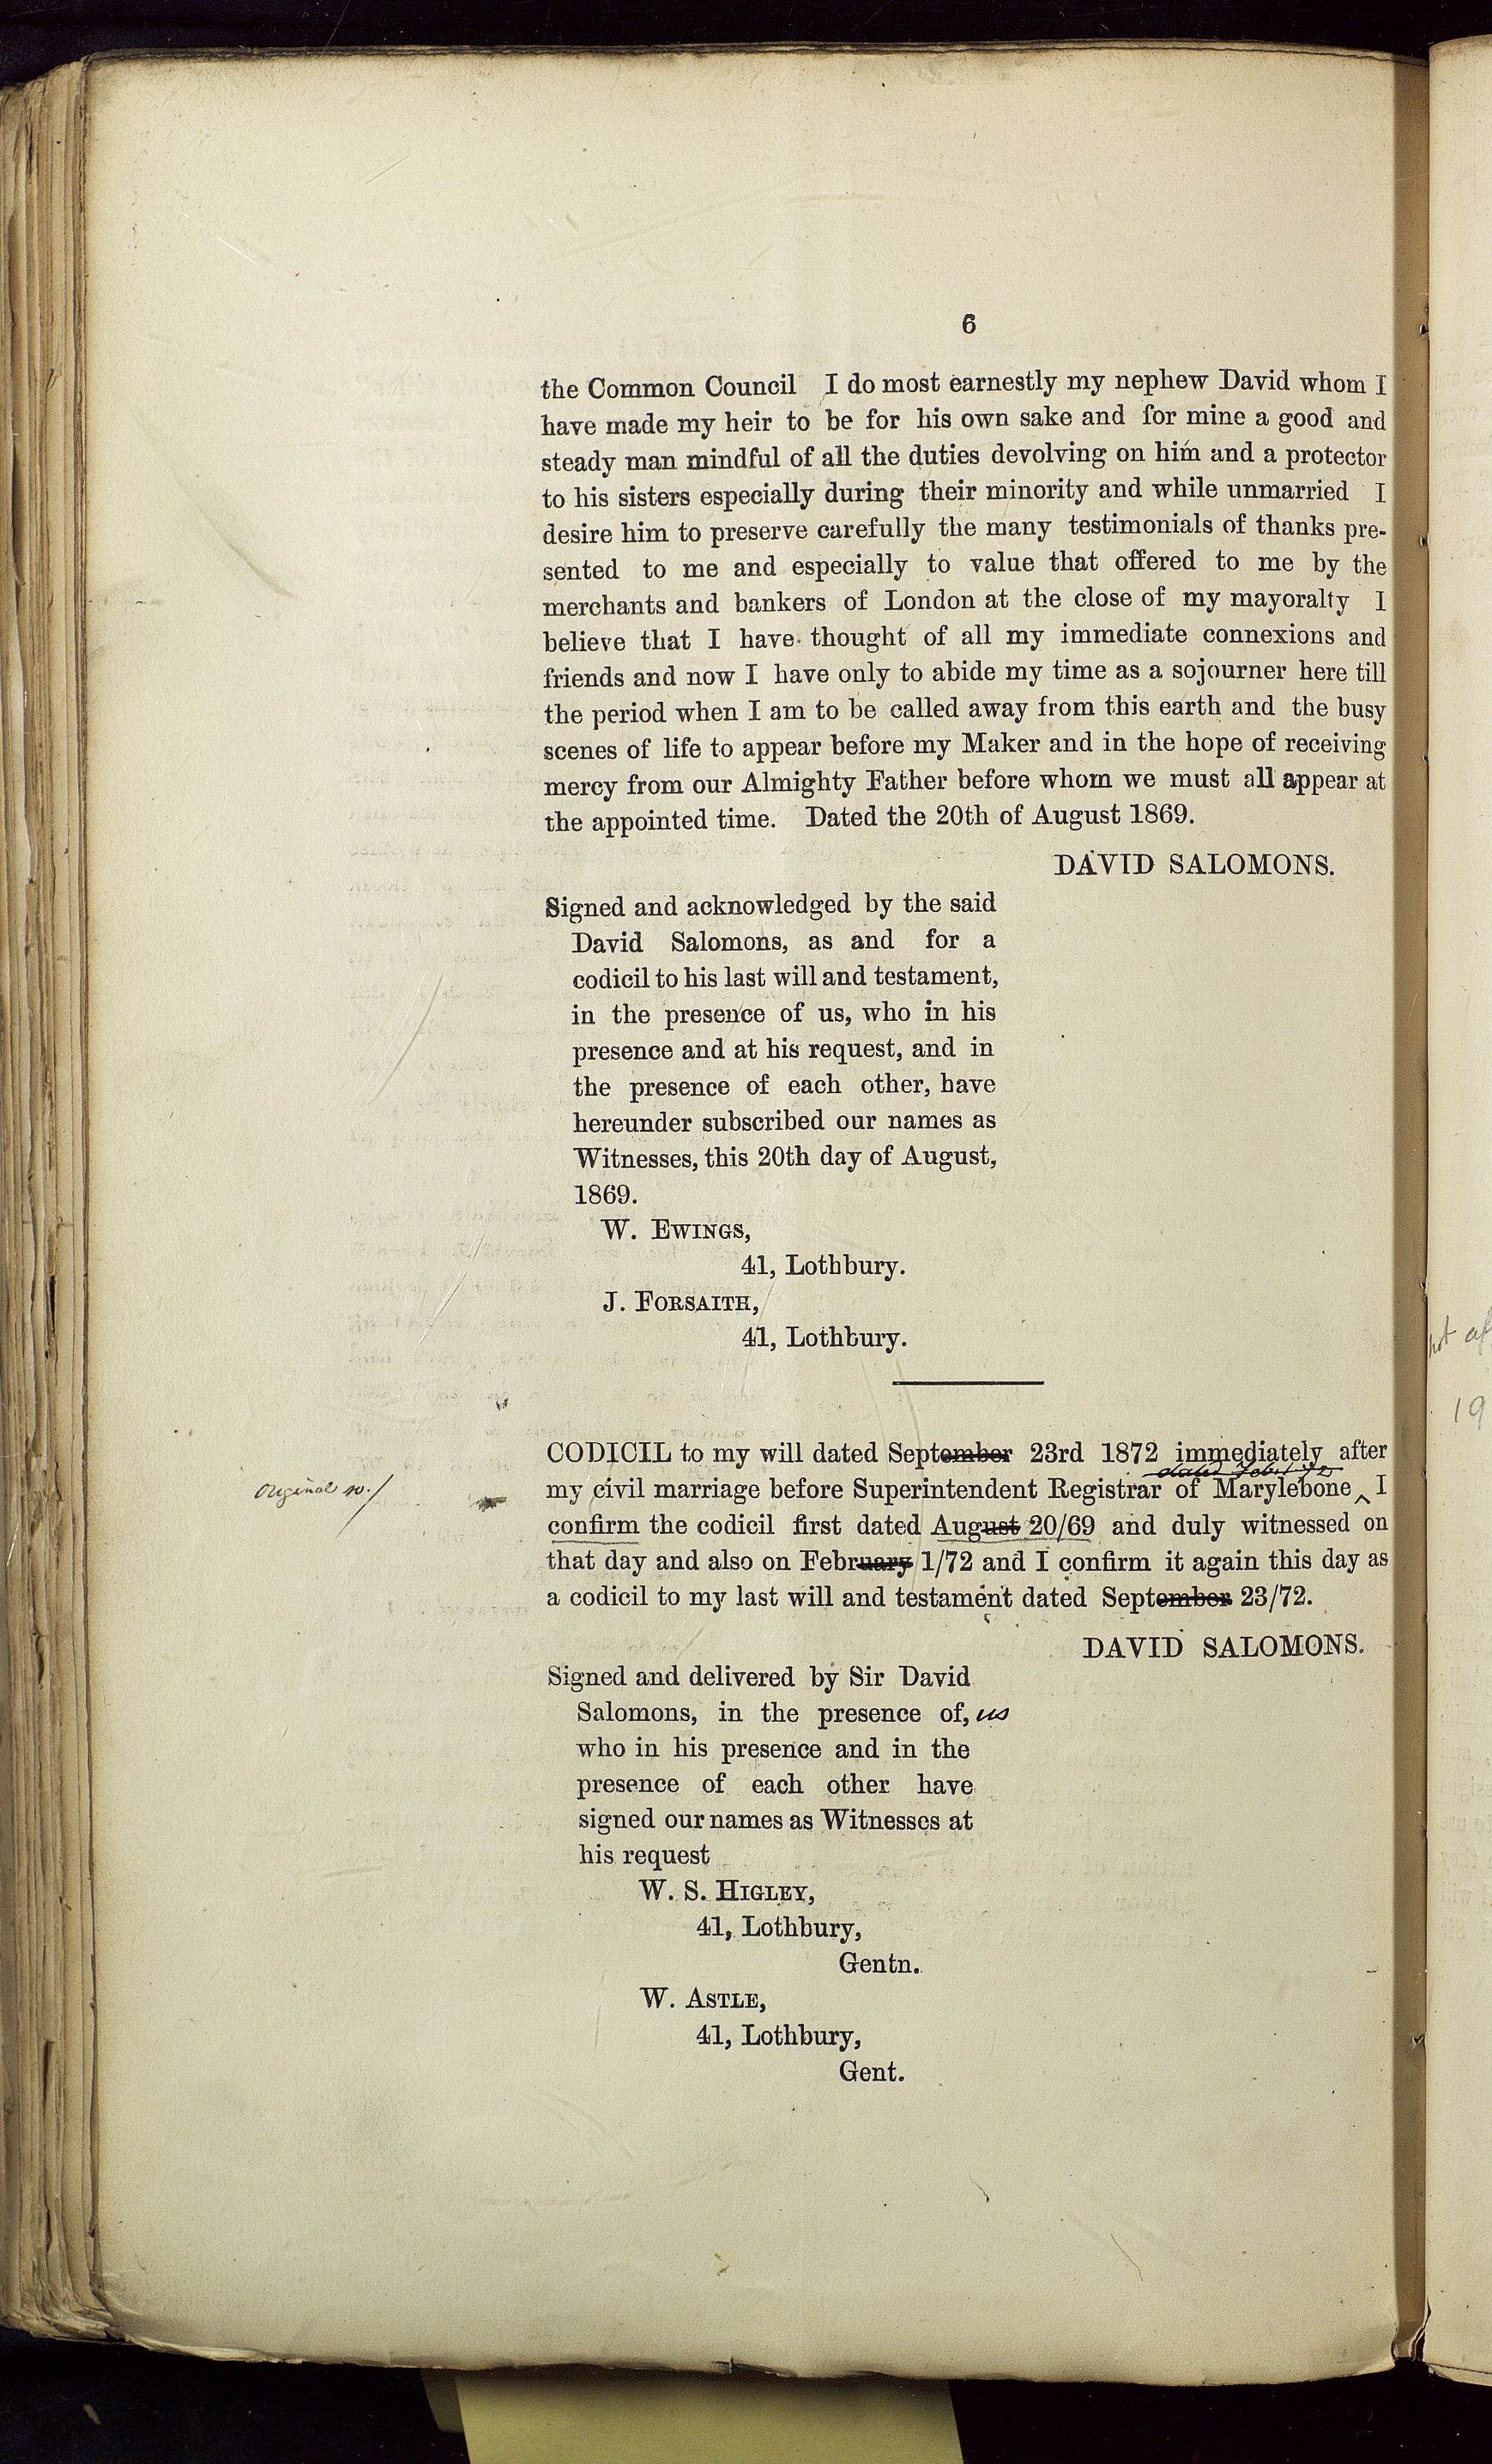 6
the Common Council I do most earnestly my nephew David whom I
have made my heir to be for his own sake and for mine a good and
steady man mindful of all the duties devolving on him and a protector
to his sisters especially during their minority and while unmarried I
desire him to preserve carefully the many testimonials of thanks pre-
sented to me and especially to value that offered to me by the
merchants and bankers of London at the close of my mayoralty I
believe that I have thought of all my immediate connexions and
friends and now I have only to abide my time as a sojourner here till
the period when I am to be called away from this earth and the busy
scenes of life to appear before my Maker and in the hope of receiving
mercy from our Almighty Father before whom we must all appear at
the appointed time. Dated the 20th of August 1869.
DAVID SALOMONS.
Signed and acknowledged by the said
David Salomons, as and for a
codicil to his last will and testament,
in the presence of us, who in his
presence and at his request, and in
the presence of each other, have
hereunder subscribed our names as
Witnesses, this 20th day of August,
1869.
W. EWINGS,
41, Lothbury.
J. FORSAITH,
41, Lothbury.
CODICIL to my will dated September 23rd 1872 immediately after
dated Feb. 1 72
my civil marriage before Superintendent Registrar of Marylebone ^ I
Original so./
confirm the codicil first dated August 20/69 and duly witnessed on
that day and also on February 1/72 and I confirm it again this day as
a codicil to my last will and testament dated September 23/72.
DAVID SALOMONS.
Signed and delivered by Sir David
Salomons, in the presence of, us
who in his presence and in the
presence of each other have
signed our names as Witnesses at
his request
W. S. HIGLEY,
41, Lothbury,
Gentn.
W. ASTLE,
41, Lothbury,
Gent.
19